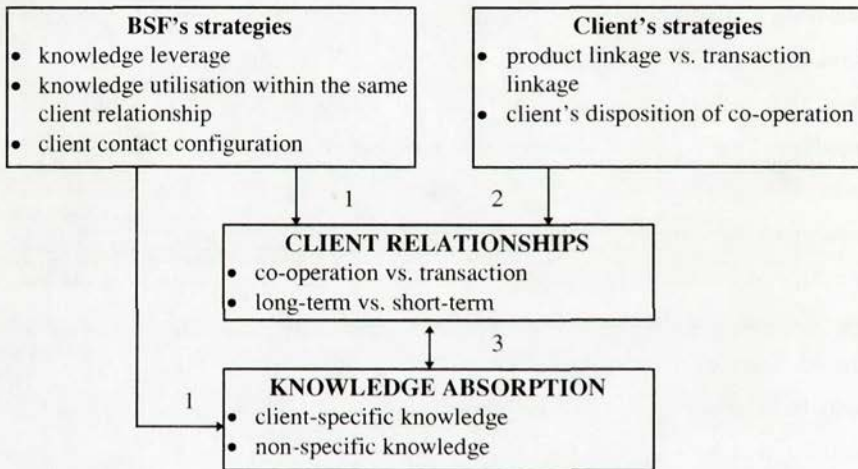 BSF's strategies
• knowledge leverage
• knowledge utilisation within the same
client relationship
• client contact configuration
Client's strategies
• product linkage vs. transaction
linkage
• client's disposition of co-operation
1
2
CLIENT RELATIONSHIPS
• co-operation vs. transaction
• long-term vs. short-term
3
1
KNOWLEDGE ABSORPTION
• client-specific knowledge
• non-specific knowledge